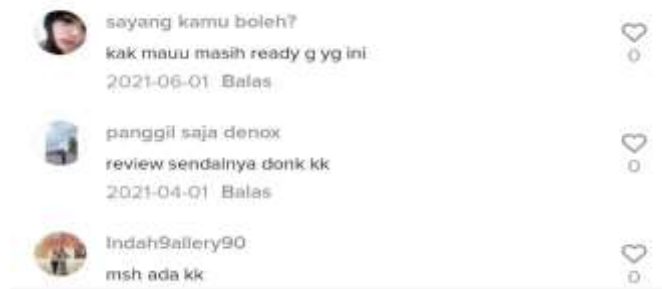 sayang kamu boleh?
kak mauu masih ready g yg ini
0
2021-06-01 Balas
panggil saja denox
review sendalnya donk kk
0
2021-04-01 Balas
Indah9allery90
msh ada kk
0